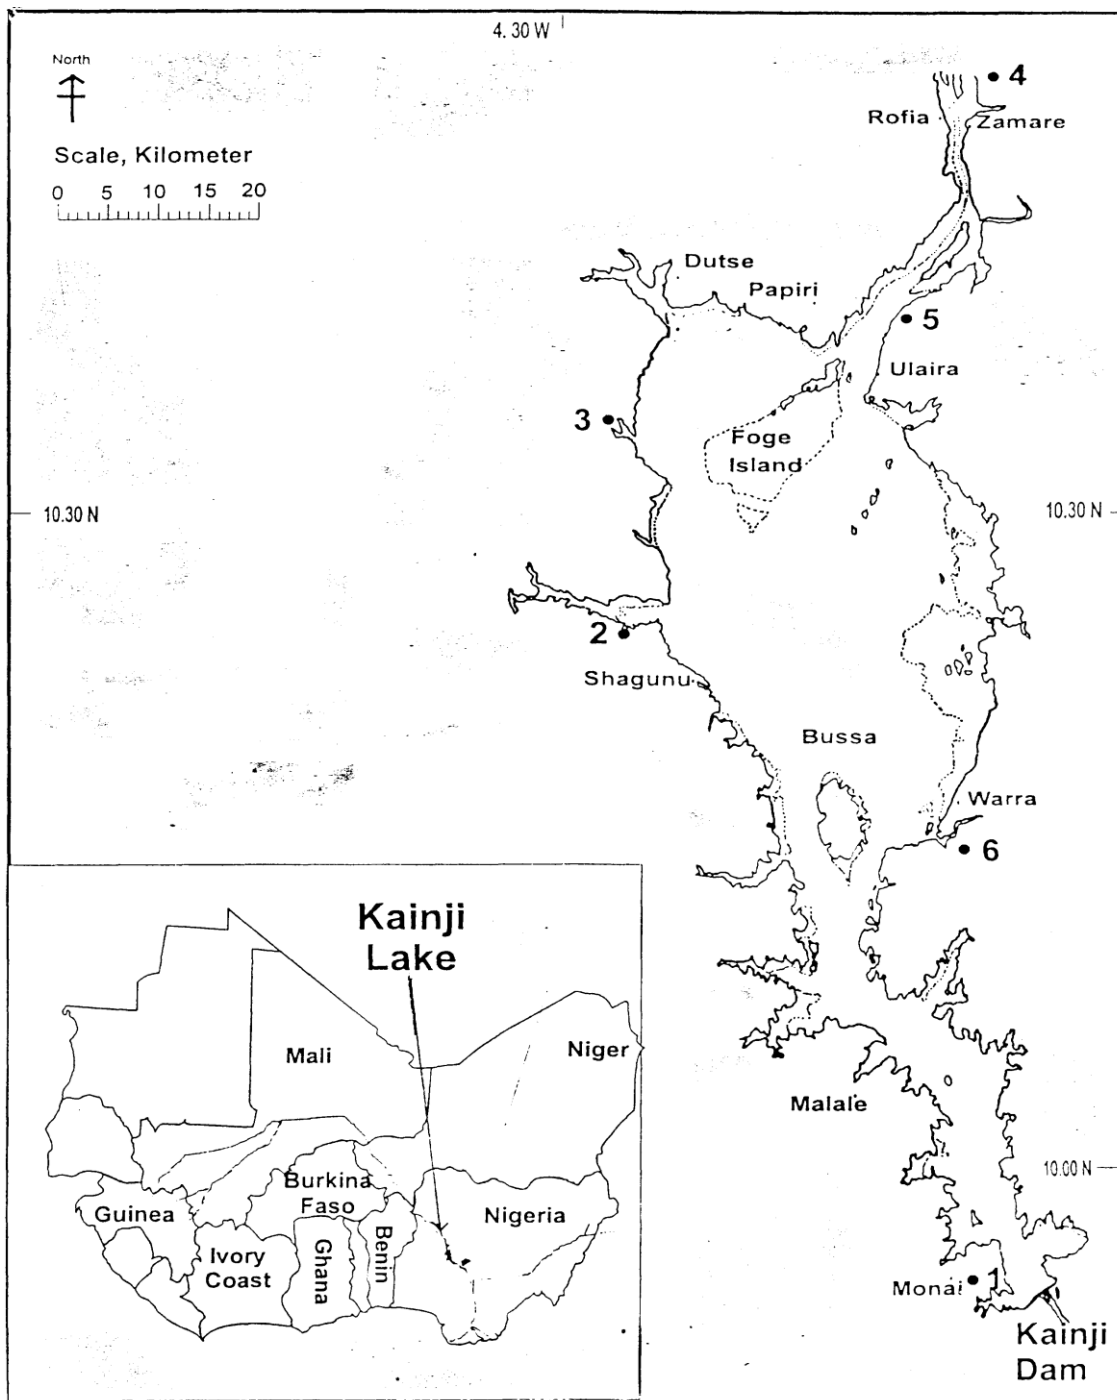 4. 30 W
North
4
Rofia
Zamare
Scale, Kilometer
0 5 10 15 20
Dutse
Papiri
5
Ulaira
3
Foge
Island
10.30 N
10.30 N
2
Shagunu
Bussa
Warra
6
Kainji
Lake
Mali
Niger
Malale
Burkina
Faso
Guinea
Nigeria
Ivory
Coast
Ghana
Benin
10.00 N
Monai
1
Kainji
Dam